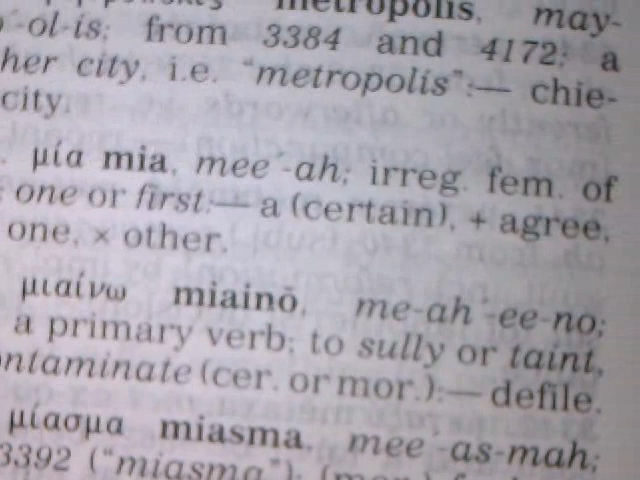 metropolis, may-
-ol-is; from 3384 and 4172; a
her city, i.e. "metropolis":— chie-
city.
μία mia, mee´-ah; irreg. fem. of
one or first:— a (certain), + agree,
one, × other.
μιαίνω miainō, me-ah´-ee-no;
a primary verb; to sully or taint,
ntaminate (cer. or mor.):— defile.
μίασμα miasma, mee´-as-mah;
3392 ("miasma");